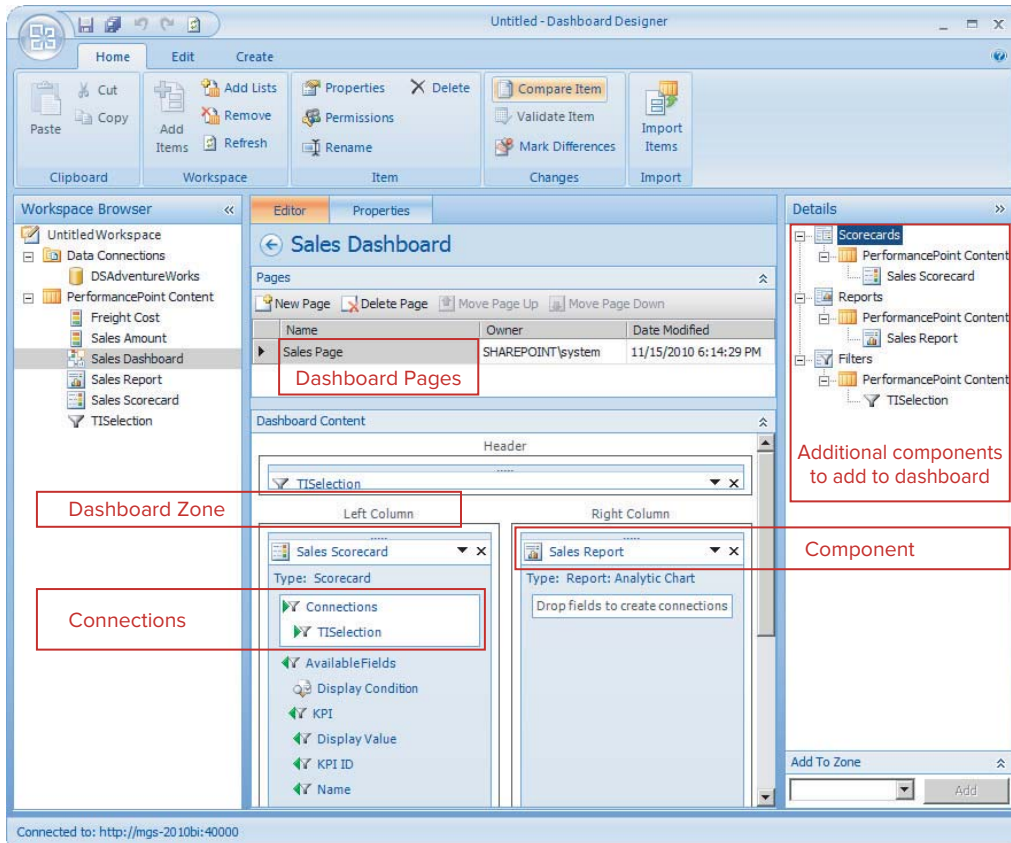 Untitled - Dashboard Designer
Home Edit Create
Paste
Cut
Copy
Clipboard
Add Items
Add Lists
Remove
Refresh
Workspace
Properties
Permissions
Rename
Delete
Item
Compare Item
Validate Item
Mark Differences
Changes
Import Items
Import
Workspace Browser
UntitledWorkspace
Data Connections
DSAdventureWorks
PerformancePoint Content
Freight Cost
Sales Amount
Sales Dashboard
Sales Report
Sales Scorecard
TISelection
Editor Properties
Sales Dashboard
Pages
New Page Delete Page Move Page Up Move Page Down
Name Owner Date Modified
Sales Page SHAREPOINT\system 11/15/2010 6:14:29 PM
Dashboard Pages
Dashboard Content
Header
TISelection
Dashboard Zone
Left Column
Right Column
Sales Scorecard
Type: Scorecard
Connections
Connections
TISelection
AvailableFields
Display Condition
KPI
Display Value
KPI ID
Name
Sales Report
Component
Type: Report: Analytic Chart
Drop fields to create connections
Details
Scorecards
PerformancePoint Content
Sales Scorecard
Reports
PerformancePoint Content
Sales Report
Filters
PerformancePoint Content
TISelection
Additional components
to add to dashboard
Add To Zone
Add
Connected to: http://mgs-2010bi:40000